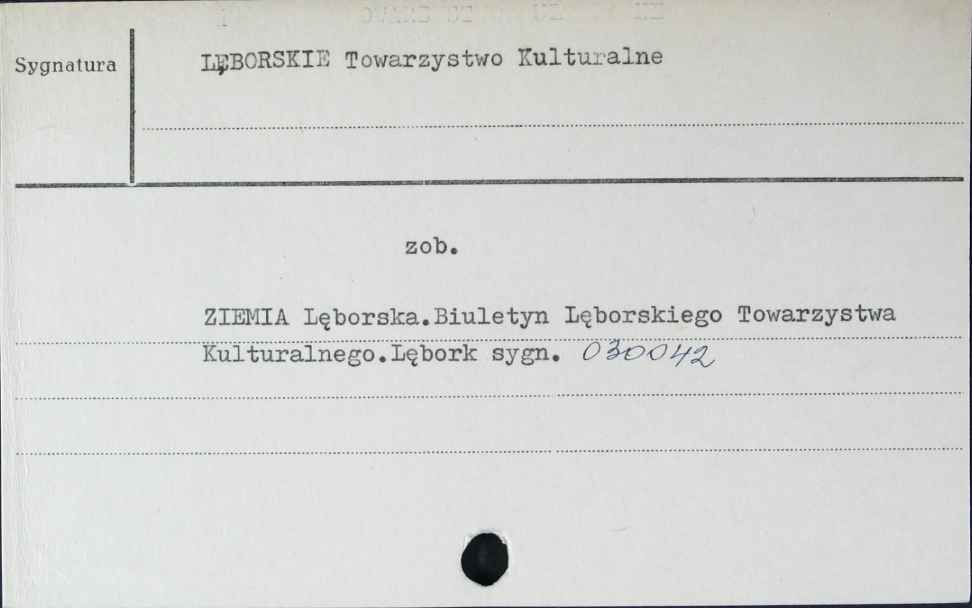 Sygnatura
LĘBORSKIE Towarzystwo Kulturalne
zob.
ZIEMIA Lęborska.Biuletyn Lęborskiego Towarzystwa
Kulturalnego.Lębork sygn. 030042